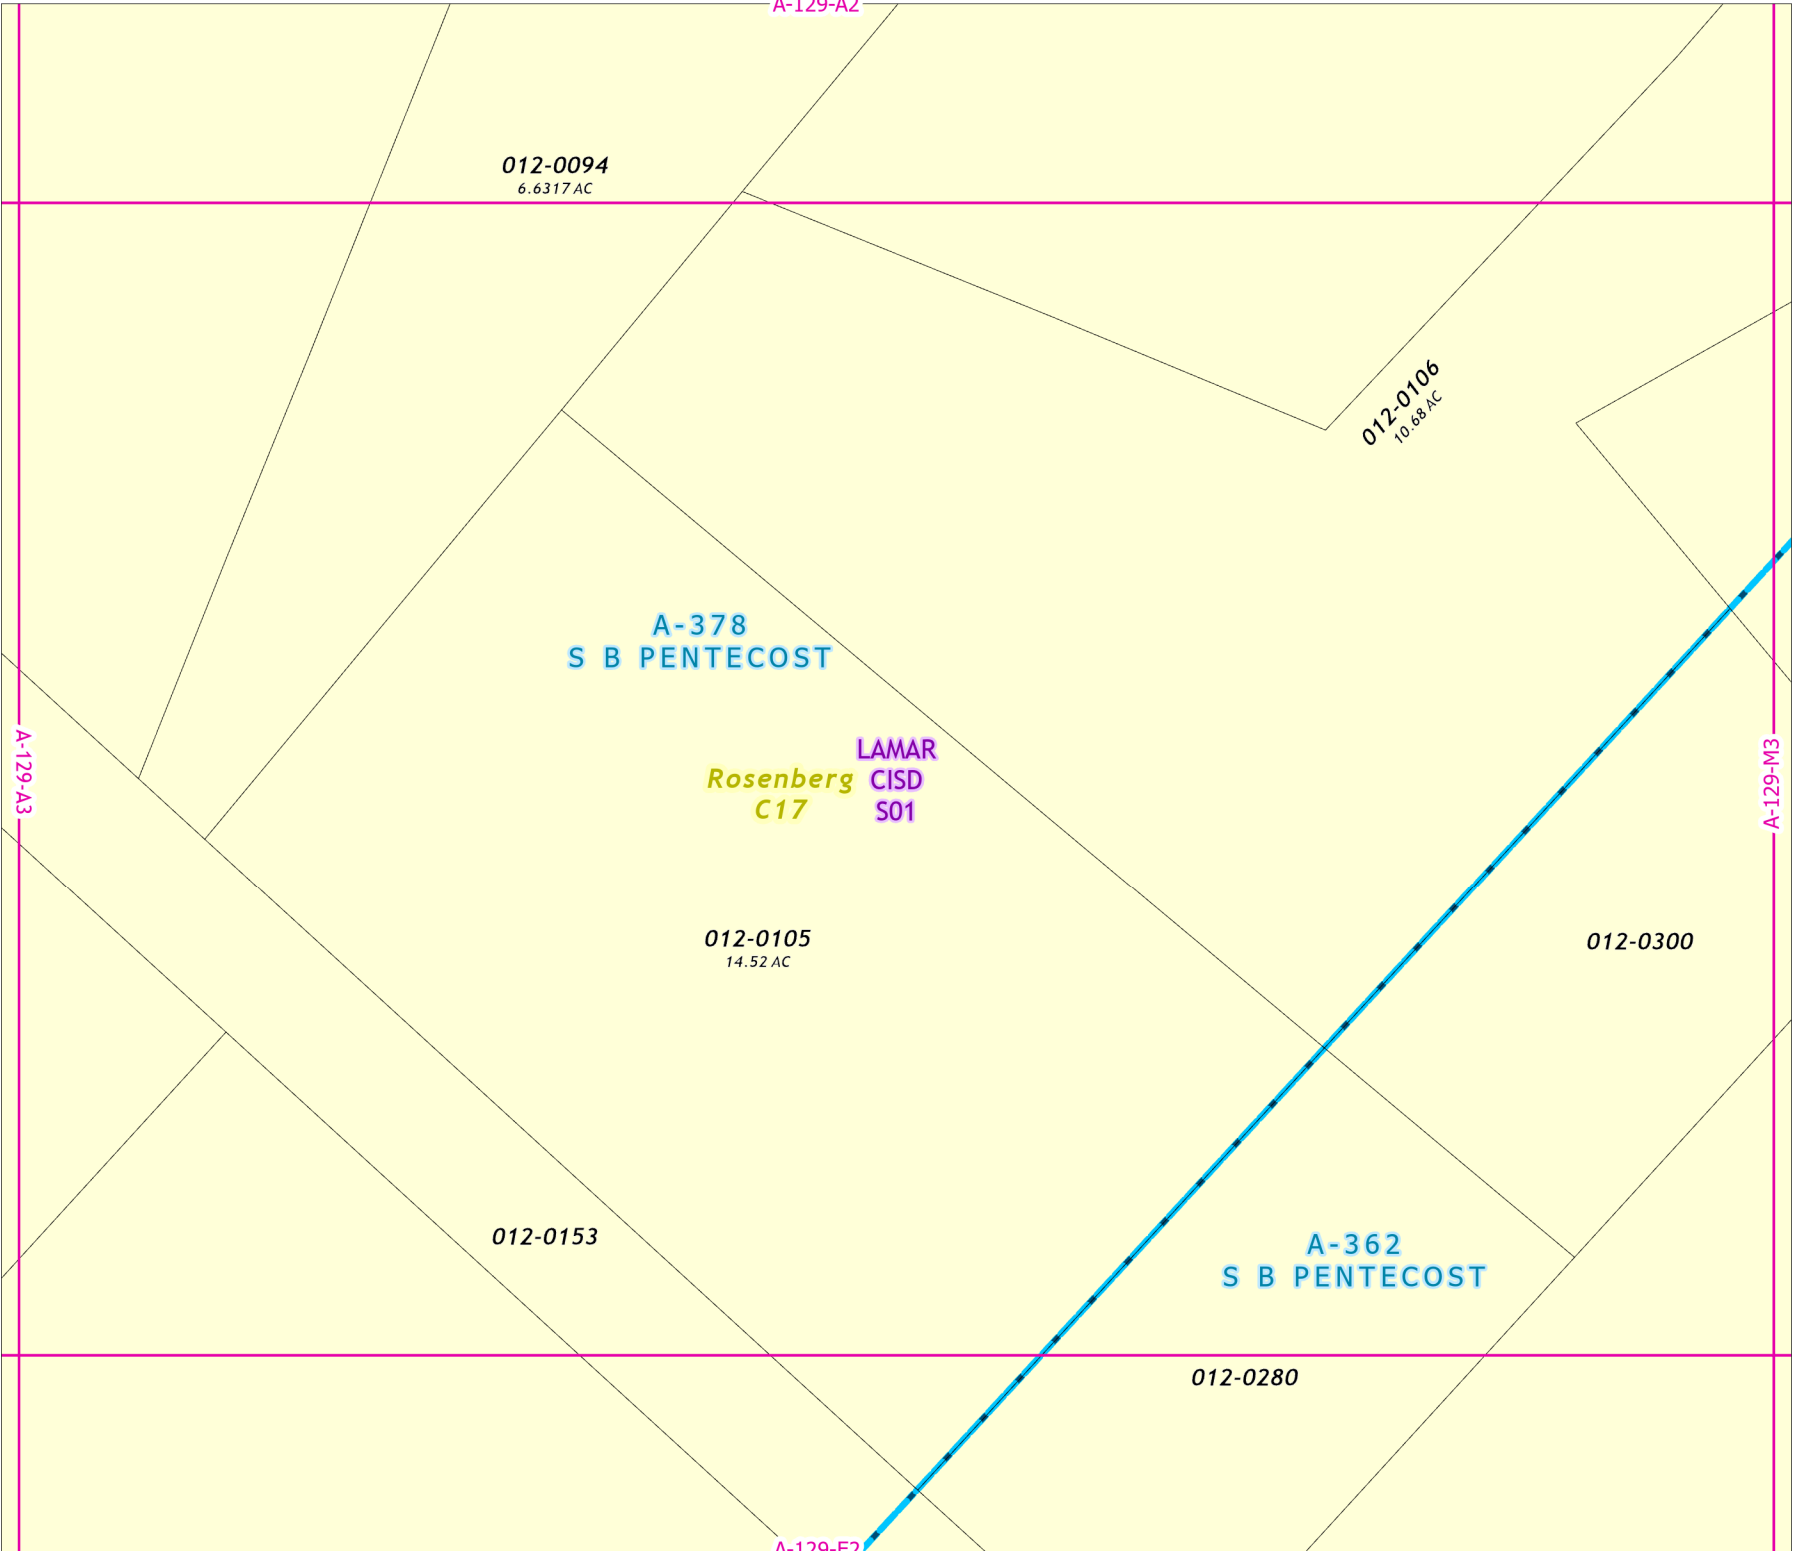 A-129-A2
012-0094
6.6317 AC
012-0106
10.68 AC
A-378
S B PENTECOST
A-129-A3
Rosenberg
C17
LAMAR
CISD
S01
A-129-M3
012-0105
14.52 AC
012-0300
012-0153
A-362
S B PENTECOST
012-0280
A-129-E2